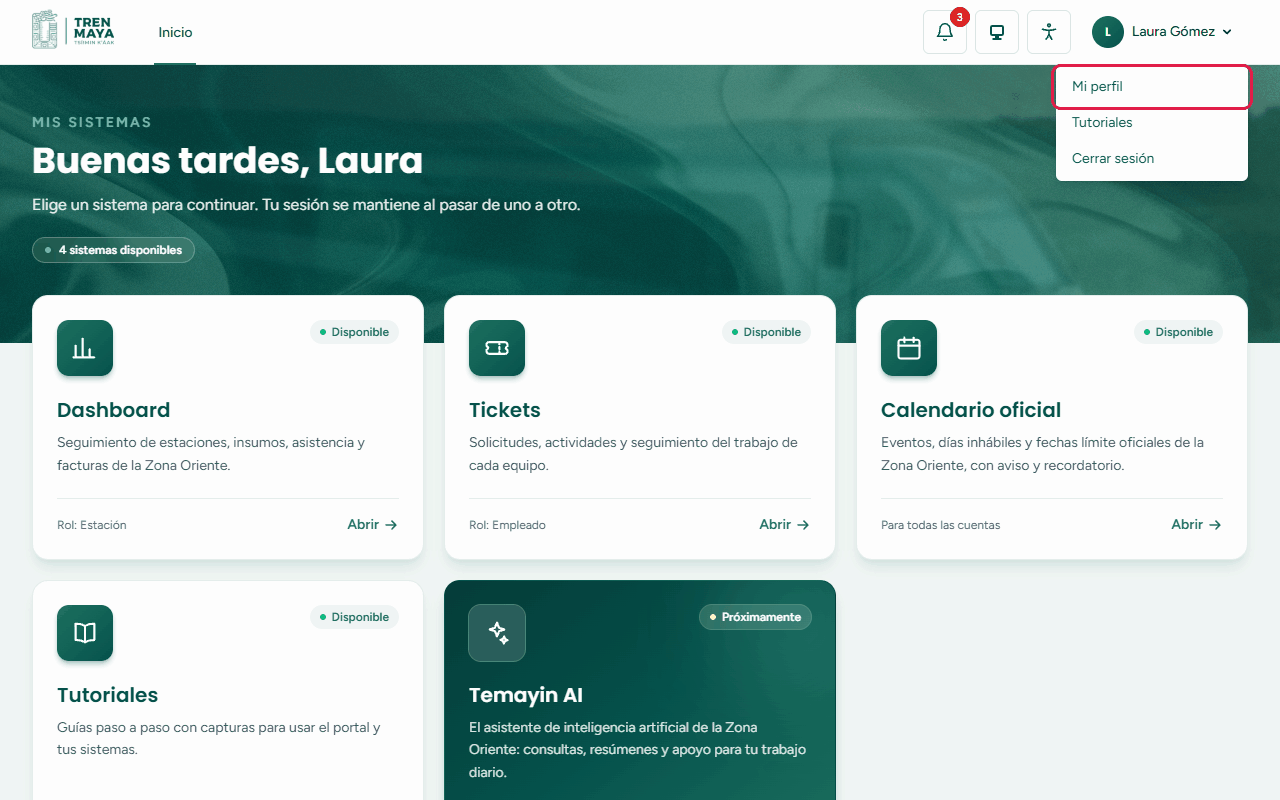 TREN
MAYA
TSÍIMIN K'ÁAK
Inicio
3
L
Laura Gómez
Mi perfil
Tutoriales
Cerrar sesión
MIS SISTEMAS
Buenas tardes, Laura
Elige un sistema para continuar. Tu sesión se mantiene al pasar de uno a otro.
4 sistemas disponibles
Disponible
Dashboard
Seguimiento de estaciones, insumos, asistencia y
facturas de la Zona Oriente.
Rol: Estación
Abrir
Disponible
Tickets
Solicitudes, actividades y seguimiento del trabajo de
cada equipo.
Rol: Empleado
Abrir
Disponible
Calendario oficial
Eventos, días inhábiles y fechas límite oficiales de la
Zona Oriente, con aviso y recordatorio.
Para todas las cuentas
Abrir
Disponible
Tutoriales
Guías paso a paso con capturas para usar el portal y
tus sistemas.
Próximamente
Temayin AI
El asistente de inteligencia artificial de la Zona
Oriente: consultas, resúmenes y apoyo para tu trabajo
diario.